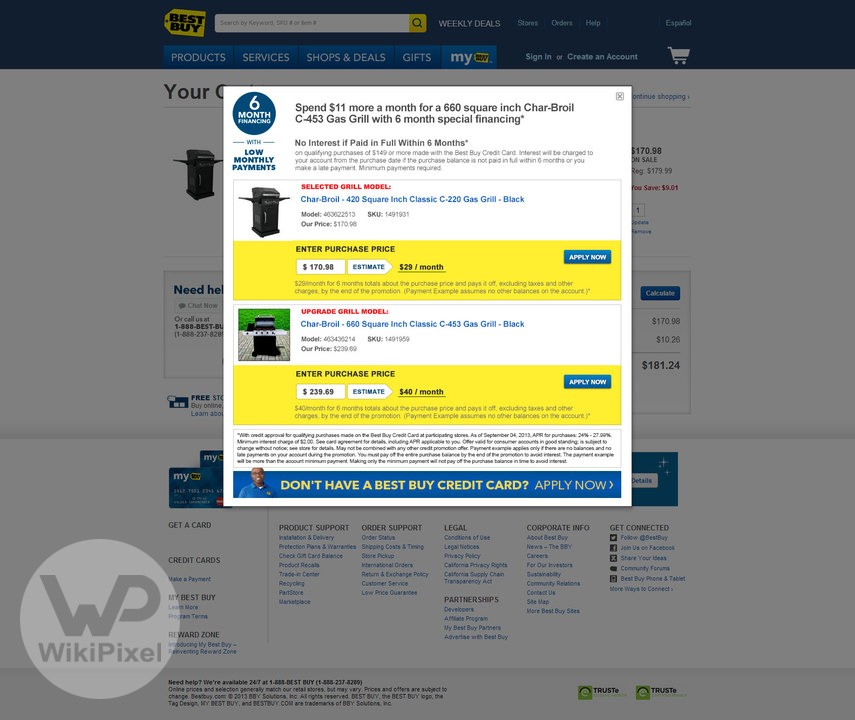 BEST
BUY
Search by Keyword, SKU # or Item #
WEEKLY DEALS
Stores
Orders
Help
Español
PRODUCTS
SERVICES
SHOPS & DEALS
GIFTS
my BEST BUY
Sign In or Create an Account
Your C
ontinue shopping ›
6
MONTH
FINANCING
WITH
LOW
MONTHLY
PAYMENTS
Spend $11 more a month for a 660 square inch Char-Broil
C-453 Gas Grill with 6 month special financing*
No Interest if Paid in Full Within 6 Months*
on qualifying purchases of $149 or more made with the Best Buy Credit Card. Interest will be charged to
your account from the purchase date if the purchase balance is not paid in full within 6 months or you
make a late payment. Minimum payments required.
$170.98
ON SALE
Reg: $179.99
You Save: $9.01
1
Update
Remove
SELECTED GRILL MODEL:
Char-Broil - 420 Square Inch Classic C-220 Gas Grill - Black
Model: 463622513 SKU: 1491931
Our Price: $170.98
ENTER PURCHASE PRICE
$ 170.98
ESTIMATE
$29 / month
APPLY NOW
$29/month for 6 months totals about the purchase price and pays it off, excluding taxes and other
charges, by the end of the promotion. (Payment Example assumes no other balances on the account.)*
UPGRADE GRILL MODEL:
Char-Broil - 660 Square Inch Classic C-453 Gas Grill - Black
Model: 463436214 SKU: 1491959
Our Price: $239.69
ENTER PURCHASE PRICE
$ 239.69
ESTIMATE
$40 / month
APPLY NOW
$40/month for 6 months totals about the purchase price and pays it off, excluding taxes and other
charges, by the end of the promotion. (Payment Example assumes no other balances on the account.)*
*With credit approval for qualifying purchases made on the Best Buy Credit Card at participating stores. As of September 04, 2013, APR for purchases: 24% - 27.99%.
Minimum interest charge of $2.00. See card agreement for details, including APR applicable to you. Offer valid for consumer accounts in good standing; is subject to
change without notice; see store for details. May not be combined with any other credit promotion offer. Payment example applies only if there are no balances and no
late payments on your account during the promotion. You must pay off the entire purchase balance by the end of the promotion to avoid interest. The payment example
will be more than the account minimum payment. Making only the minimum payment will not pay off the purchase balance in time to avoid interest.
DON'T HAVE A BEST BUY CREDIT CARD? APPLY NOW ›
Need hel
Chat Now
Or call us at
1-888-BEST-BU
(1-888-237-8289
Calculate
$170.98
$10.26
$181.24
FREE STO
Buy online,
Learn abou
my BEST BUY
my BEST BUY
Details
GET A CARD
CREDIT CARDS
Make a Payment
MY BEST BUY
Learn More
Program Terms
REWARD ZONE
Introducing My Best Buy –
Reinventing Reward Zone
PRODUCT SUPPORT
Installation & Delivery
Protection Plans & Warranties
Check Gift Card Balance
Product Recalls
Trade-in Center
Recycling
PartStore
Marketplace
ORDER SUPPORT
Order Status
Shipping Costs & Timing
Store Pickup
International Orders
Return & Exchange Policy
Customer Service
Low Price Guarantee
LEGAL
Conditions of Use
Legal Notices
Privacy Policy
California Privacy Rights
California Supply Chain
Transparency Act
PARTNERSHIPS
Developers
Affiliate Program
My Best Buy Partners
Advertise with Best Buy
CORPORATE INFO
About Best Buy
News – The BBY
Careers
For Our Investors
Sustainability
Community Relations
Contact Us
Site Map
More Best Buy Sites
GET CONNECTED
Follow @BestBuy
Join Us on Facebook
Share Your Ideas
Community Forums
Best Buy Phone & Tablet
More Ways to Connect ›
WP
WikiPixel
Need help? We're available 24/7 at 1-888-BEST BUY (1-888-237-8289)
Online prices and selection generally match our retail stores, but may vary. Prices and offers are subject to
change. Bestbuy.com: © 2013 BBY Solutions, Inc. All rights reserved. BEST BUY, the BEST BUY logo, the
Tag Design, MY BEST BUY, and BESTBUY.COM are trademarks of BBY Solutions, Inc.
TRUSTe
TRUSTe